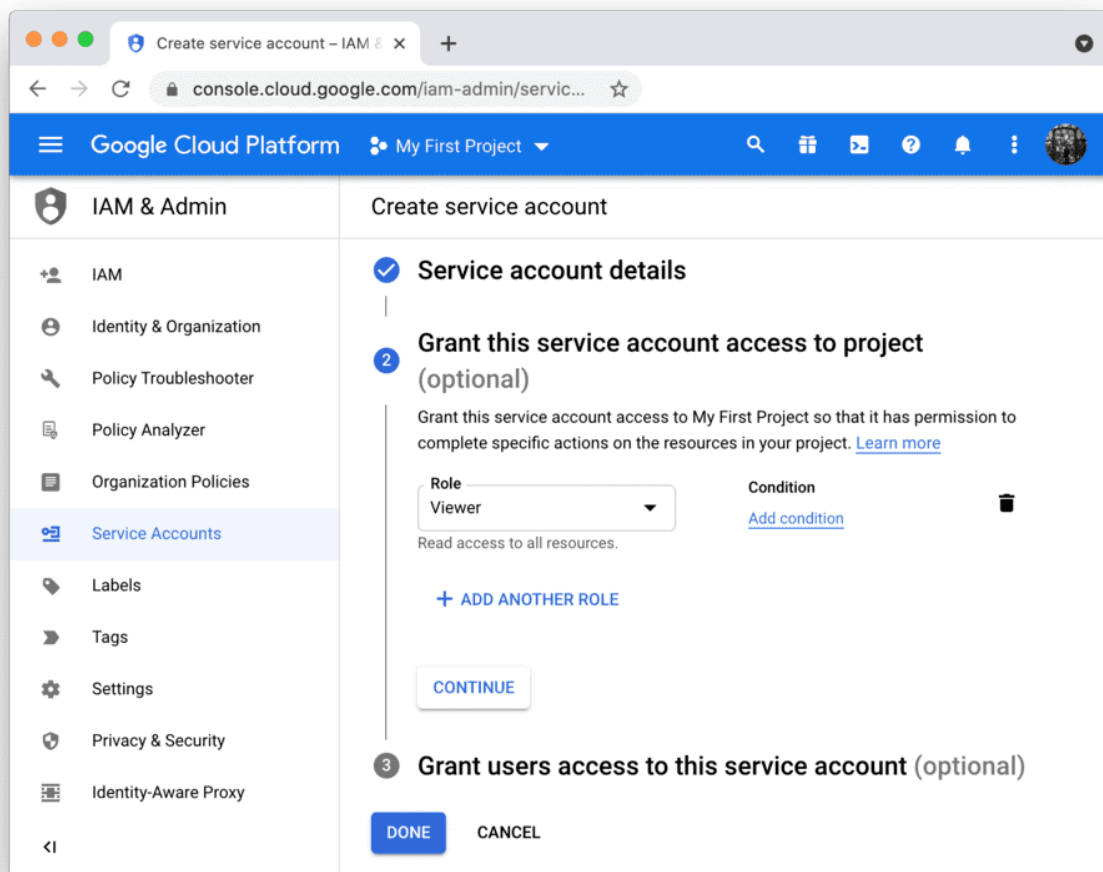 Create service account – IAM &
console.cloud.google.com/iam-admin/servic...
Google Cloud Platform
My First Project
IAM & Admin
Create service account
IAM
Identity & Organization
Policy Troubleshooter
Policy Analyzer
Organization Policies
Service Accounts
Labels
Tags
Settings
Privacy & Security
Identity-Aware Proxy
Service account details
2
Grant this service account access to project
(optional)
Grant this service account access to My First Project so that it has permission to
complete specific actions on the resources in your project. Learn more
Role
Viewer
Condition
Add condition
Read access to all resources.
+ ADD ANOTHER ROLE
CONTINUE
3 Grant users access to this service account (optional)
DONE CANCEL